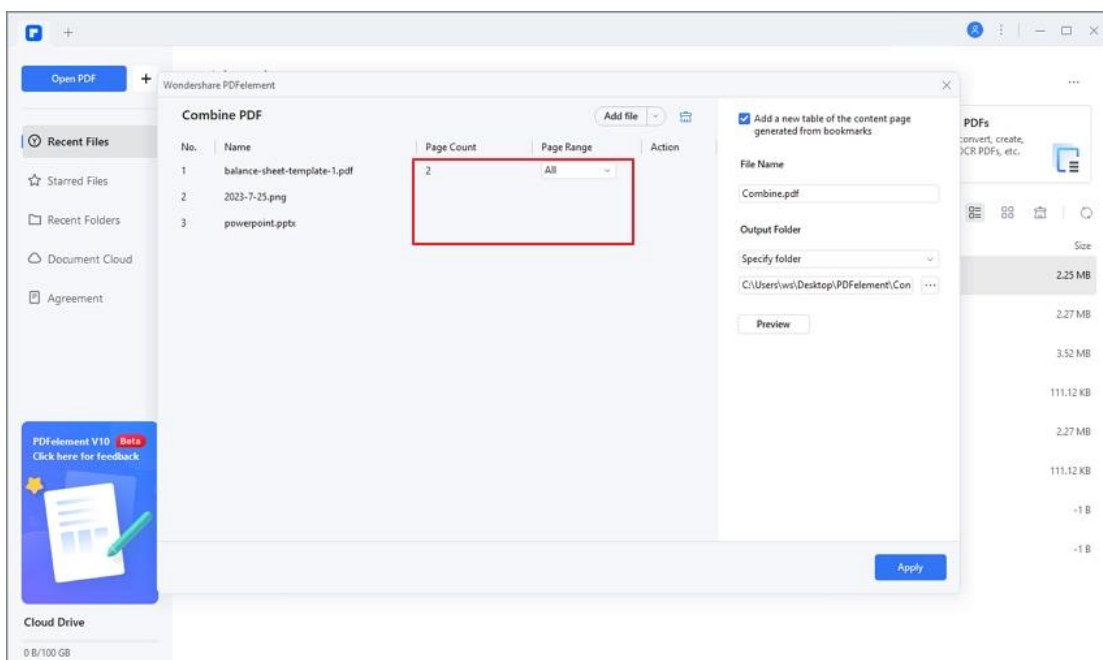 Open PDF
Wondershare PDFelement
Combine PDF
Add file
No. Name Page Count Page Range Action
1 balance-sheet-template-1.pdf 2 All
2 2023-7-25.png
3 powerpoint.pptx
Add a new table of the content page
generated from bookmarks
File Name
Combine.pdf
Output Folder
Specify folder
C:\Users\ws\Desktop\PDFelement\Con
Preview
Apply
Recent Files
Starred Files
Recent Folders
Document Cloud
Agreement
PDFelement V10 Beta
Click here for feedback
Cloud Drive
0 B/100 GB
PDFs
convert, create,
OCR PDFs, etc.
Size
2.25 MB
2.27 MB
3.52 MB
111.12 KB
2.27 MB
111.12 KB
-1 B
-1 B